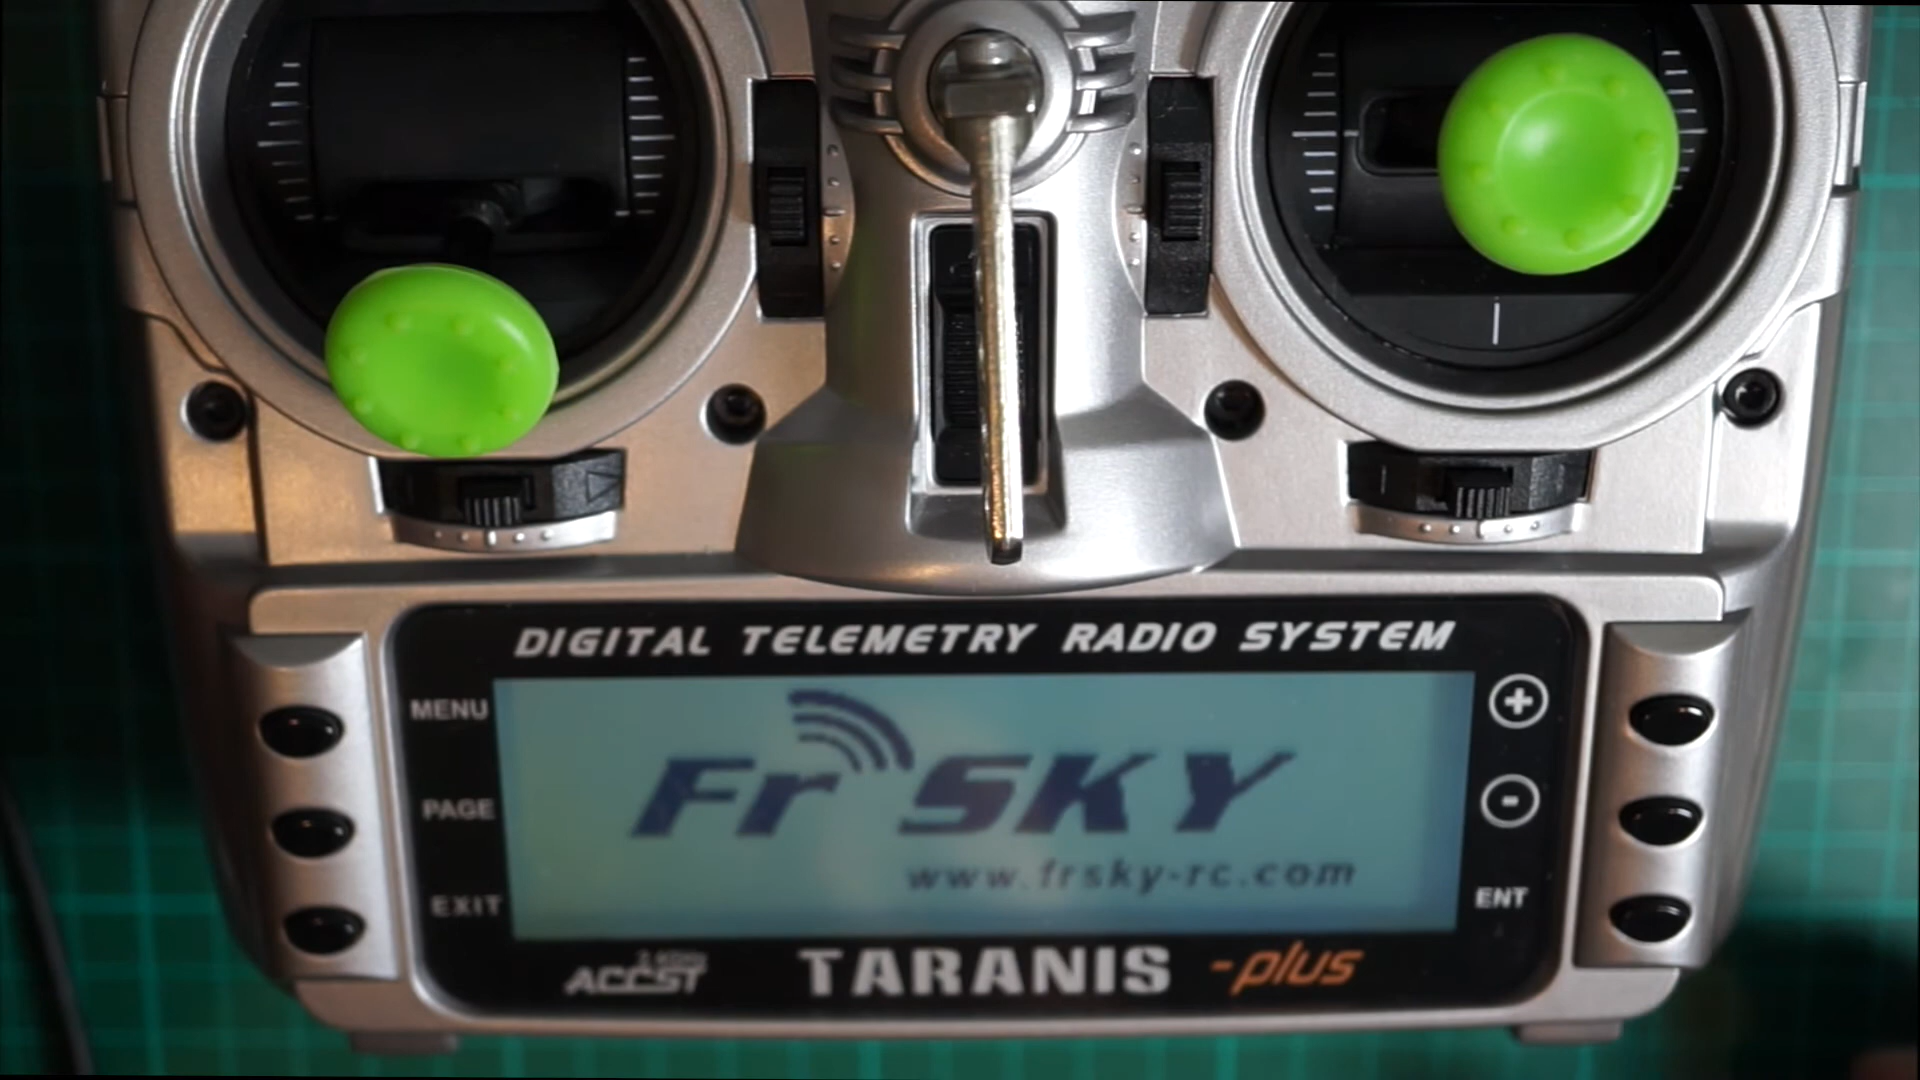 DIGITAL TELEMETRY RADIO SYSTEM
MENU
PAGE
EXIT
FrSKY
www.frsky-rc.com
+
-
ENT
ACCST
TARANIS -plus